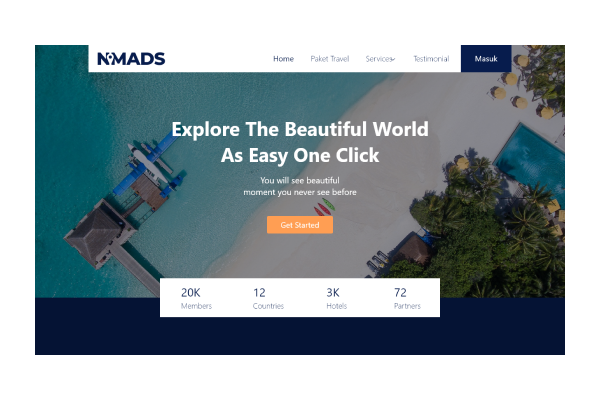 NOMADS
Home Paket Travel Services Testimonial Masuk
Explore The Beautiful World
As Easy One Click
You will see beautiful
moment you never see before
Get Started
20K 12 3K 72
Members Countries Hotels Partners